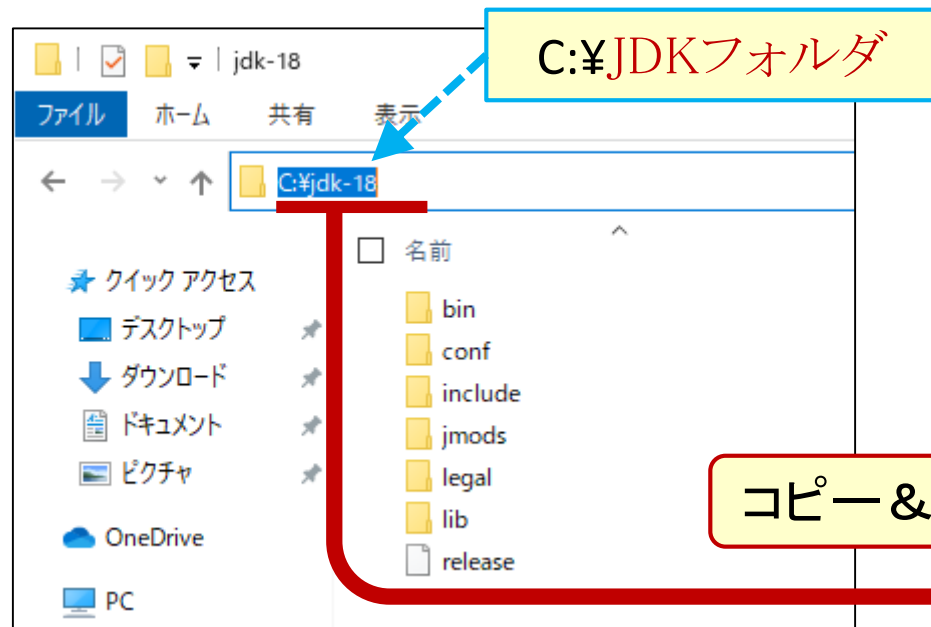 C:¥JDKフォルダ
jdk-18
ファイル ホーム 共有 表示
C:¥jdk-18
名前
クイック アクセス
デスクトップ
ダウンロード
ドキュメント
ピクチャ
OneDrive
PC
bin
conf
include
jmods
legal
lib
release
コピー＆